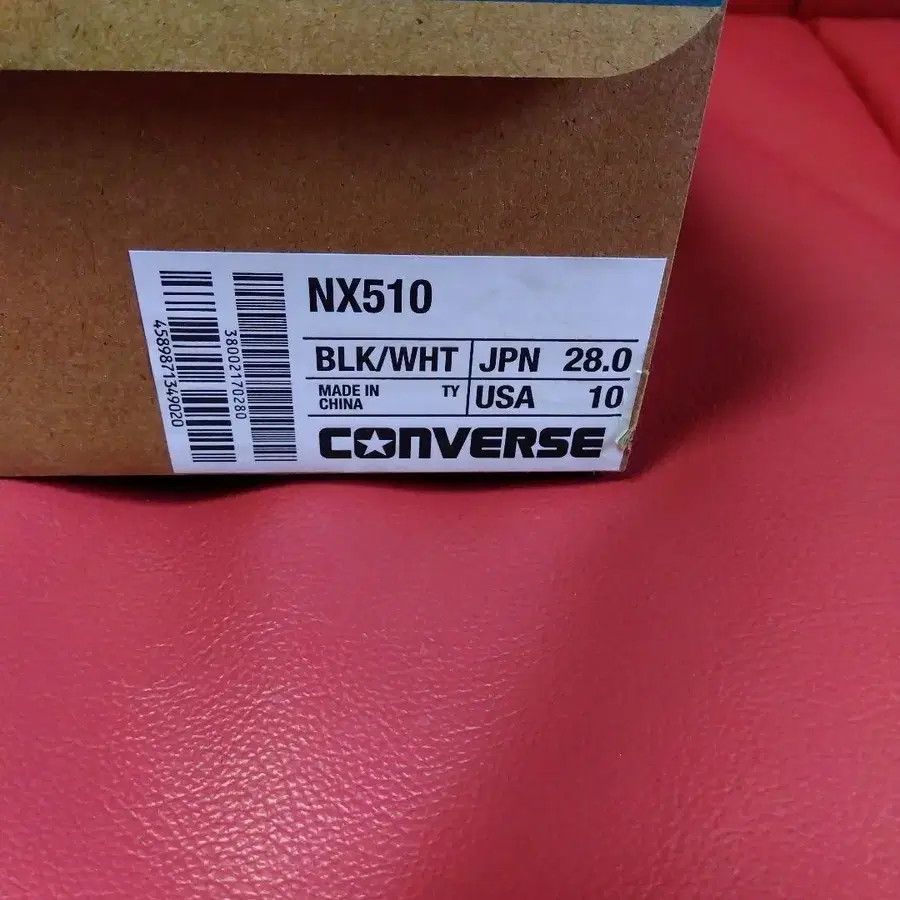 NX510
BLK/WHT JPN 28.0
MADE IN CHINA TY USA 10
CONVERSE
4589871349020
38002170280